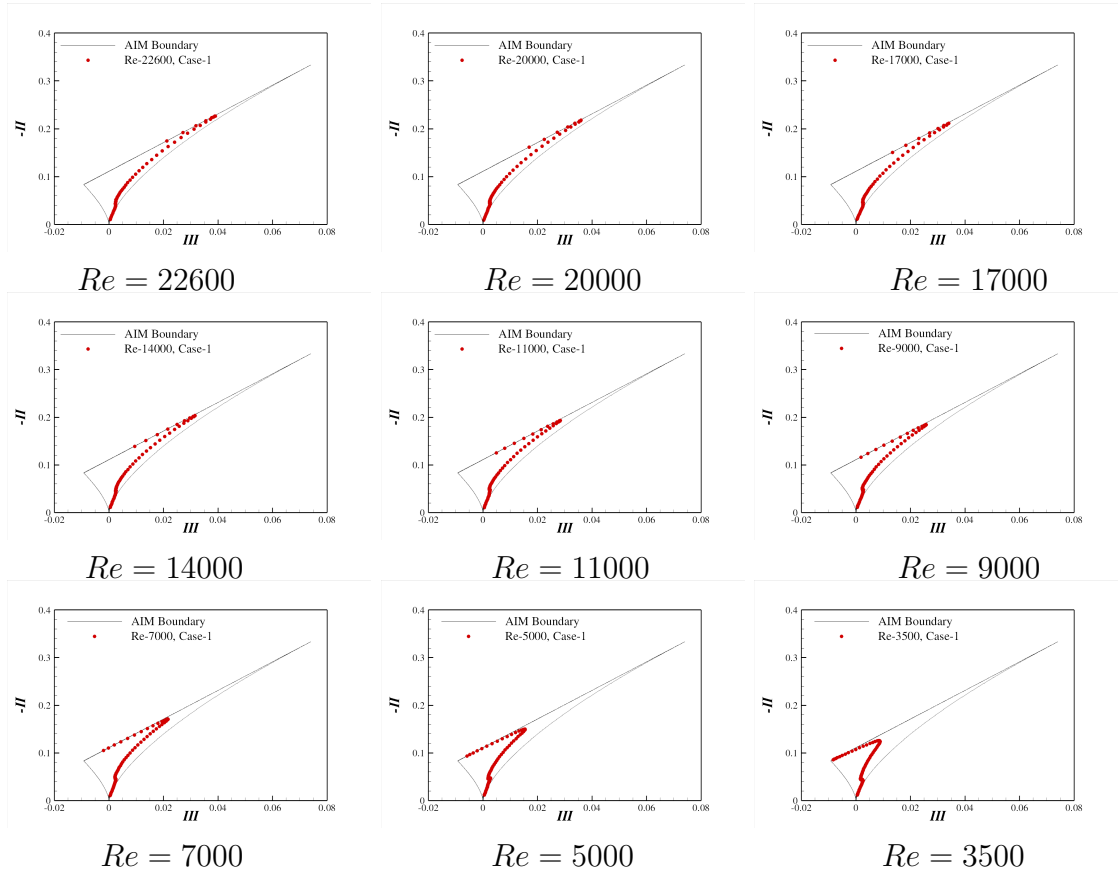 0.4
0.3
0.2
0.1
0
-II
-0.02 0 0.02 0.04 0.06 0.08
III
AIM Boundary
Re-22600, Case-1
Re = 22600
0.4
0.3
0.2
0.1
0
-II
-0.02 0 0.02 0.04 0.06 0.08
III
AIM Boundary
Re-20000, Case-1
Re = 20000
0.4
0.3
0.2
0.1
0
-II
-0.02 0 0.02 0.04 0.06 0.08
III
AIM Boundary
Re-17000, Case-1
Re = 17000
0.4
0.3
0.2
0.1
0
-II
-0.02 0 0.02 0.04 0.06 0.08
III
AIM Boundary
Re-14000, Case-1
Re = 14000
0.4
0.3
0.2
0.1
0
-II
-0.02 0 0.02 0.04 0.06 0.08
III
AIM Boundary
Re-11000, Case-1
Re = 11000
0.4
0.3
0.2
0.1
0
-II
-0.02 0 0.02 0.04 0.06 0.08
III
AIM Boundary
Re-9000, Case-1
Re = 9000
0.4
0.3
0.2
0.1
0
-II
-0.02 0 0.02 0.04 0.06 0.08
III
AIM Boundary
Re-7000, Case-1
Re = 7000
0.4
0.3
0.2
0.1
0
-II
-0.02 0 0.02 0.04 0.06 0.08
III
AIM Boundary
Re-5000, Case-1
Re = 5000
0.4
0.3
0.2
0.1
0
-II
-0.02 0 0.02 0.04 0.06 0.08
III
AIM Boundary
Re-3500, Case-1
Re = 3500